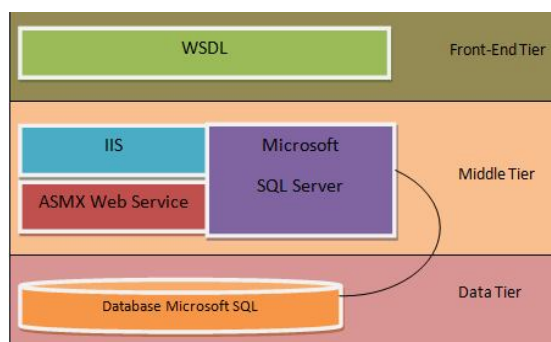 WSDL
Front-End Tier
IIS
Microsoft
SQL Server
ASMX Web Service
Middle Tier
Database Microsoft SQL
Data Tier